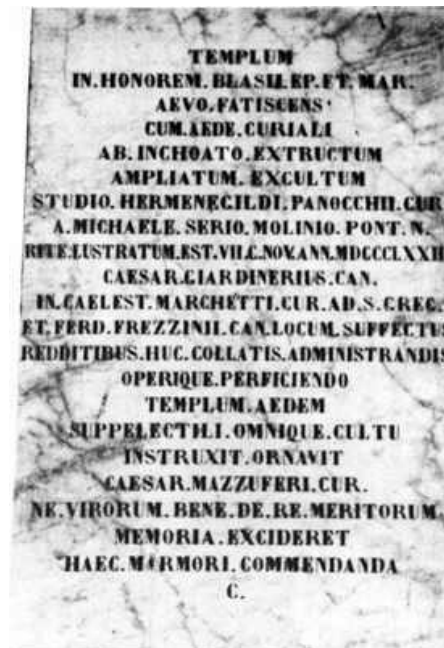 TEMPLUM
IN.HONOREM.BLASII.EP.ET.MAR.
AEVO.FATISCENS
CUM.AEDE.CURIALI
AB.INCHOATO.EXTRUCTUM
AMPLIATUM.EXCULTUM
STUDIO.HERMENEGILDI.PANOCCHII.CUR
A.MICHAELE.SERIO.MOLINIO.PONT.N.
RITE.LUSTRATUM.EST.VII.C.NOV.ANN.MDCCCLXXII
CAESAR.GIARDINERIUS.CAN.
IN.CAELEST.MARCHETTI.CUR.AD.S.GREG.
ET.FERD.FREZZINII.CAN.LOCUM.SUFFECTUS
REDDITIBUS.HUC.COLLATIS.ADMINISTRANDIS
OPERIQUE.PERFICIENDO
TEMPLUM.AEDEM
SUPPELECTILI.OMNIQUE.CULTU
INSTRUXIT.ORNAVIT
CAESAR.MAZZUFERI.CUR.
NE.VIRORUM.BENE.DE.RE.MERITORUM.
MEMORIA.EXCIDERET
HAEC.MARMORI.COMMENDANDA
C.